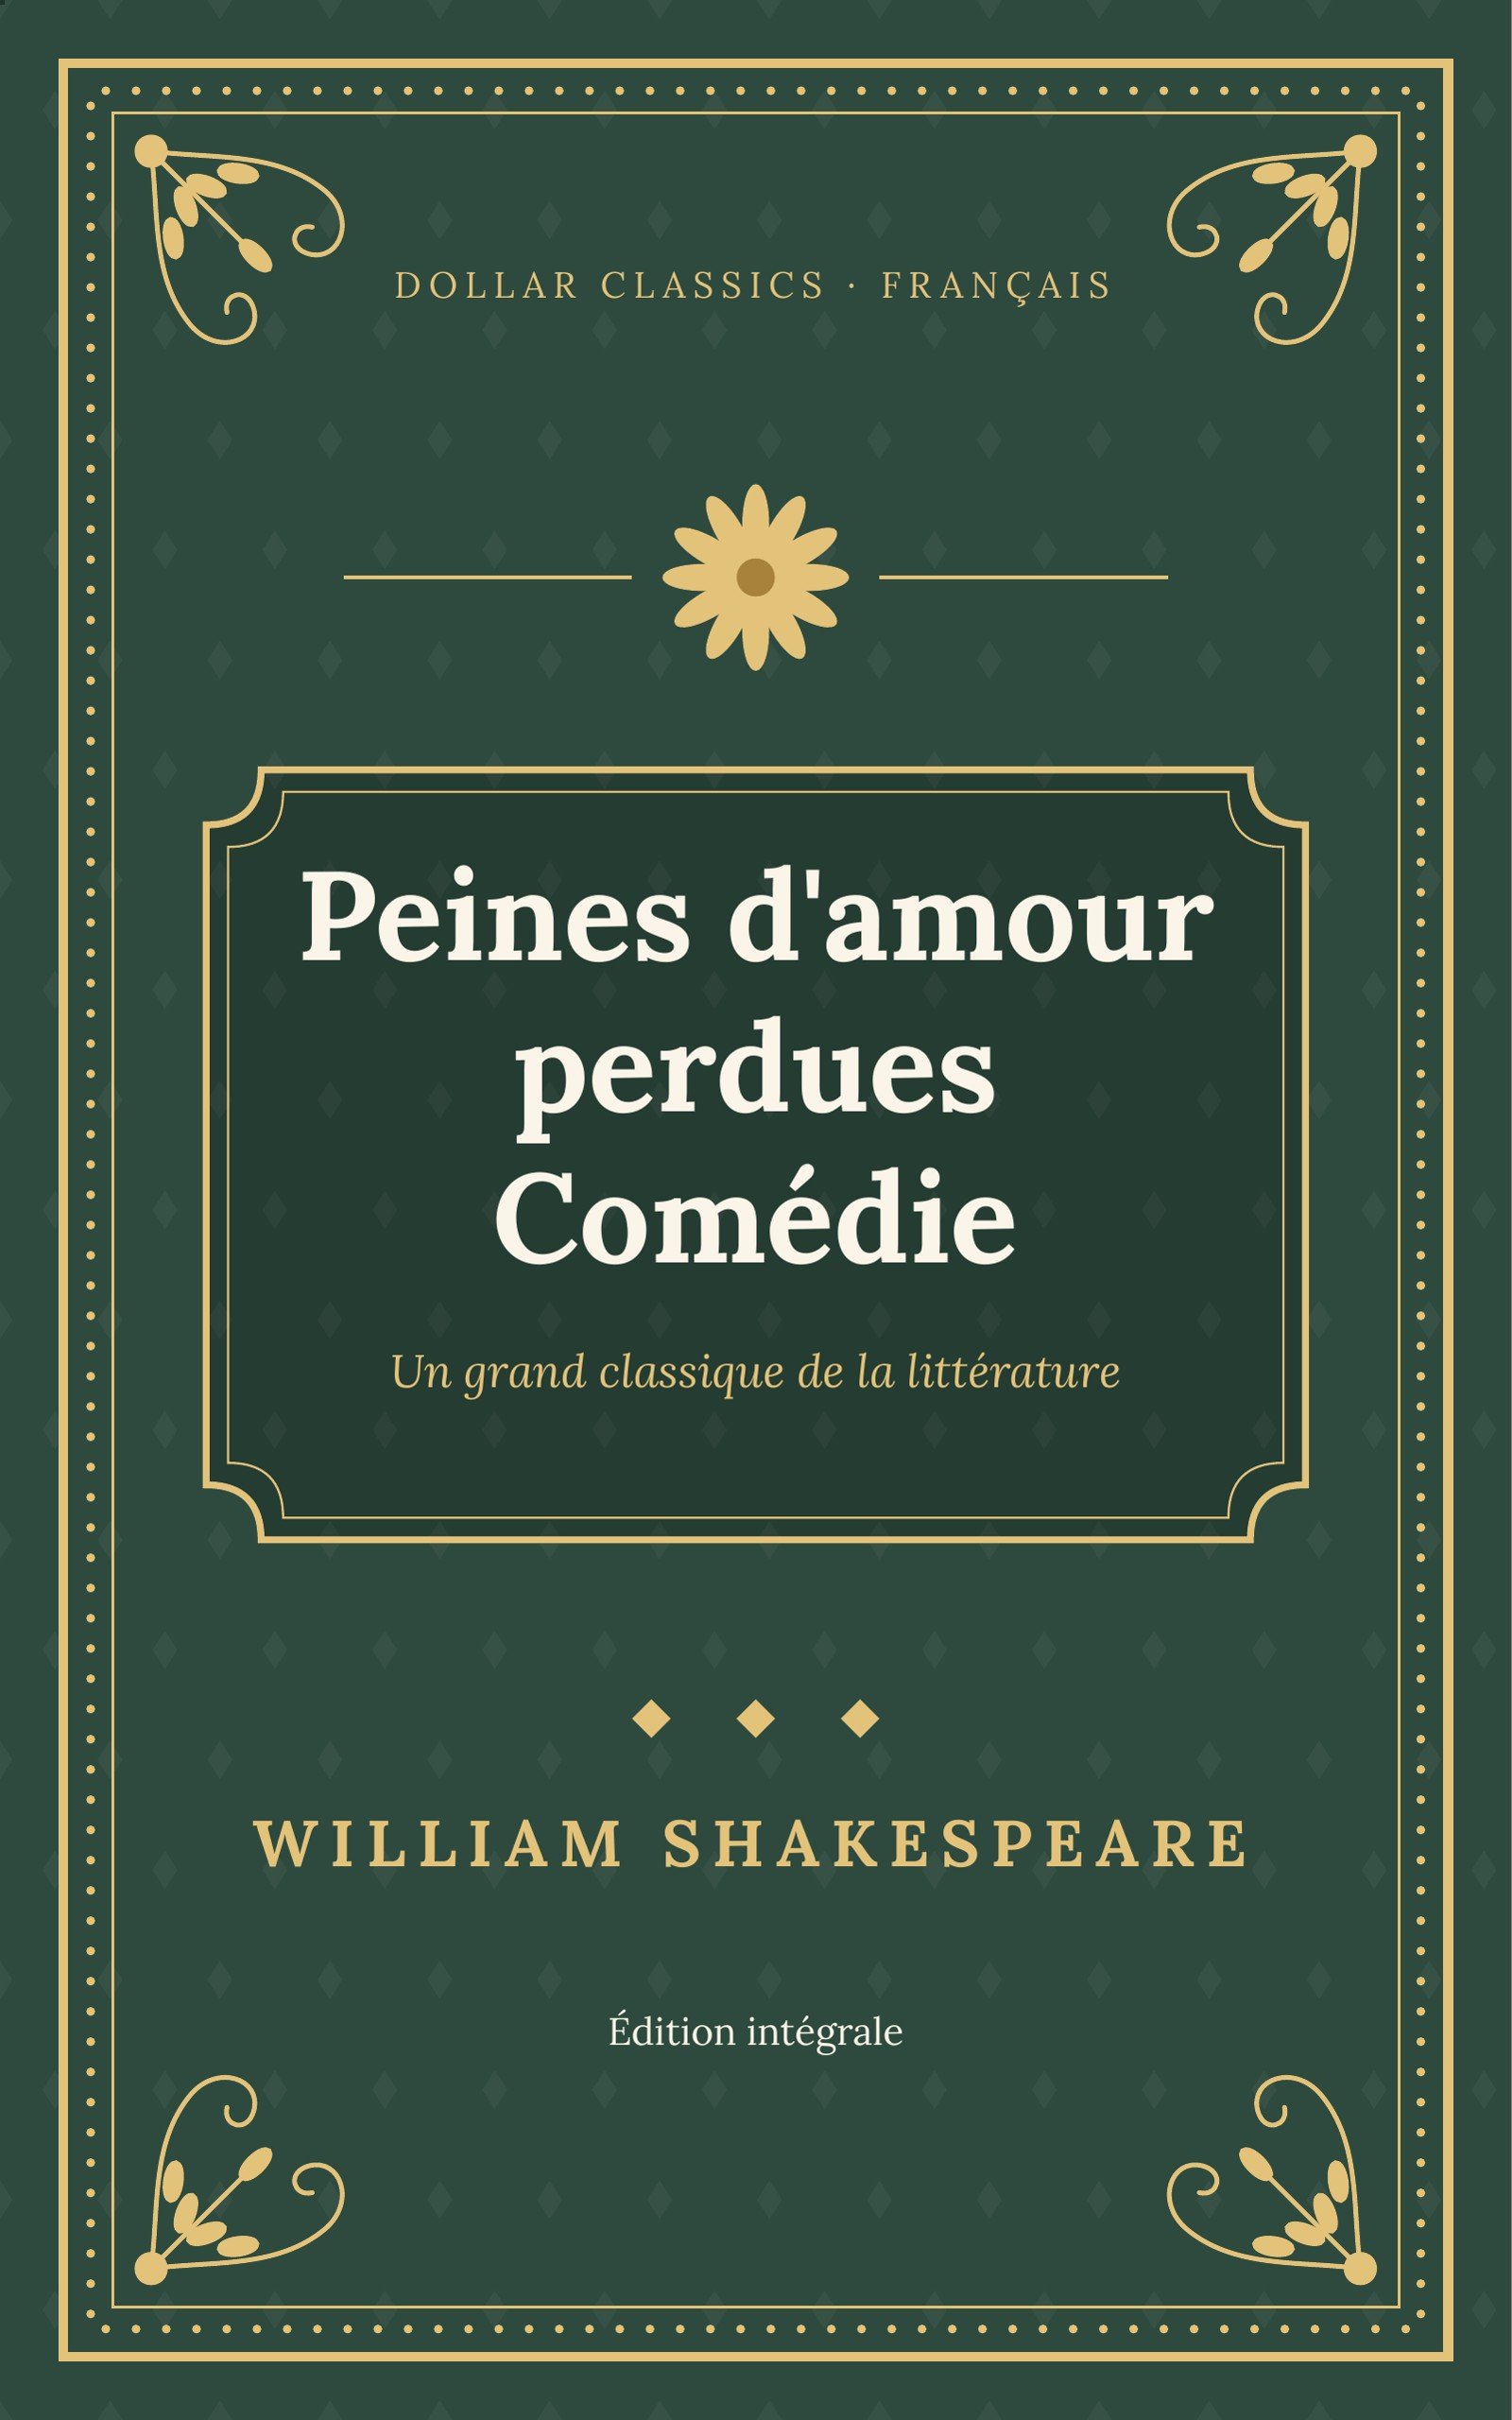 DOLLAR CLASSICS · FRANÇAIS
Peines d'amour
perdues
Comédie
Un grand classique de la littérature
WILLIAM SHAKESPEARE
Édition intégrale